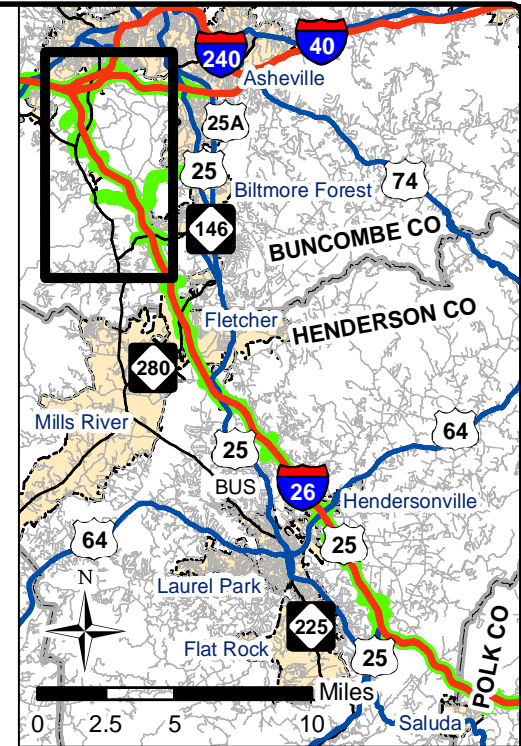 240
40
Asheville
25A
25
Biltmore Forest
74
146
BUNCOMBE CO
Fletcher
HENDERSON CO
280
Mills River
64
25
BUS
26
Hendersonville
64
25
N
Laurel Park
225
Flat Rock
25
POLK CO
Miles
0 2.5 5 10
Saluda